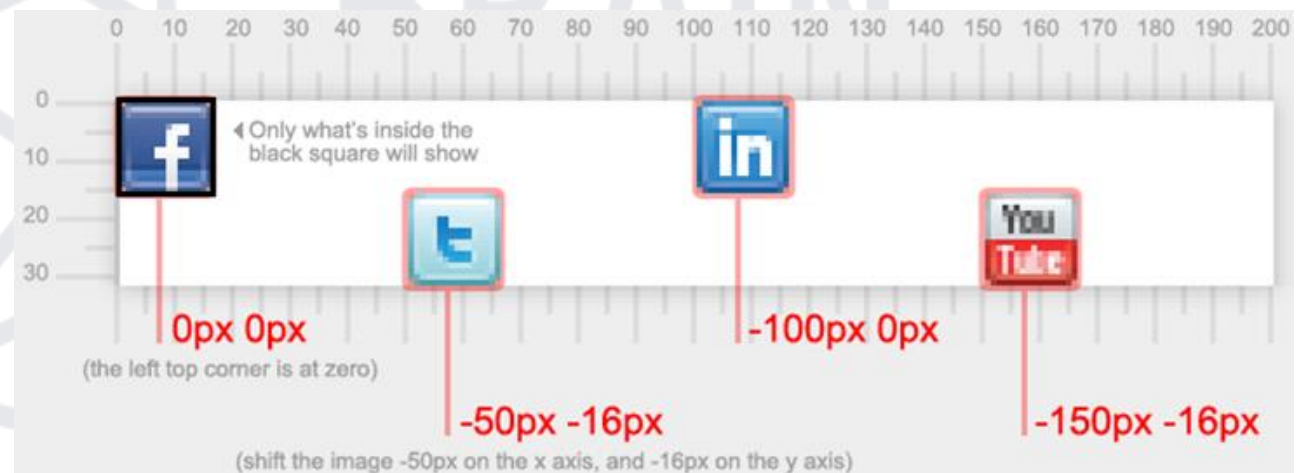 0 10 20 30 40 50 60 70 80 90 100 110 120 130 140 150 160 170 180 190 200
0
10
20
30
f
Only what's inside the
black square will show
in
t
You
Tube
0px 0px
(the left top corner is at zero)
-100px 0px
-50px -16px
-150px -16px
(shift the image -50px on the x axis, and -16px on the y axis)